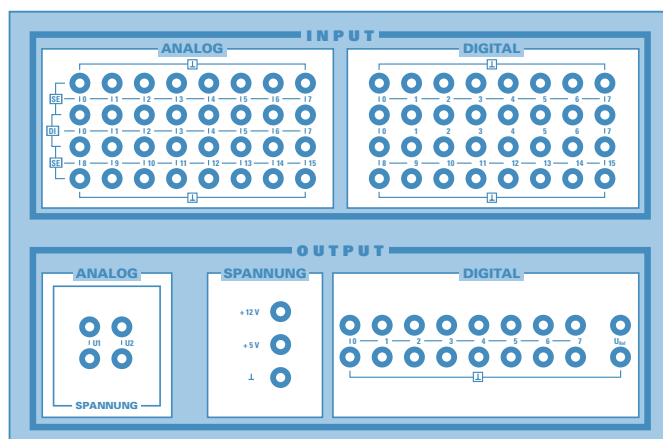 INPUT
ANALOG
DIGITAL
⊥
⊥
SE I 0 I 1 I 2 I 3 I 4 I 5 I 6 I 7
I 0 1 2 3 4 5 6 I 7
DI I 0 I 1 I 2 I 3 I 4 I 5 I 6 I 7
I 0 1 2 3 4 5 6 I 7
SE I 8 I 9 I 10 I 11 I 12 I 13 I 14 I 15
I 8 9 10 11 12 13 14 I 15
⊥
⊥
OUTPUT
ANALOG
SPANNUNG
DIGITAL
+ 12 V
+ 5 V
⊥
I U1 I U2
SPANNUNG
I 0 1 2 3 4 5 6 7
⊥